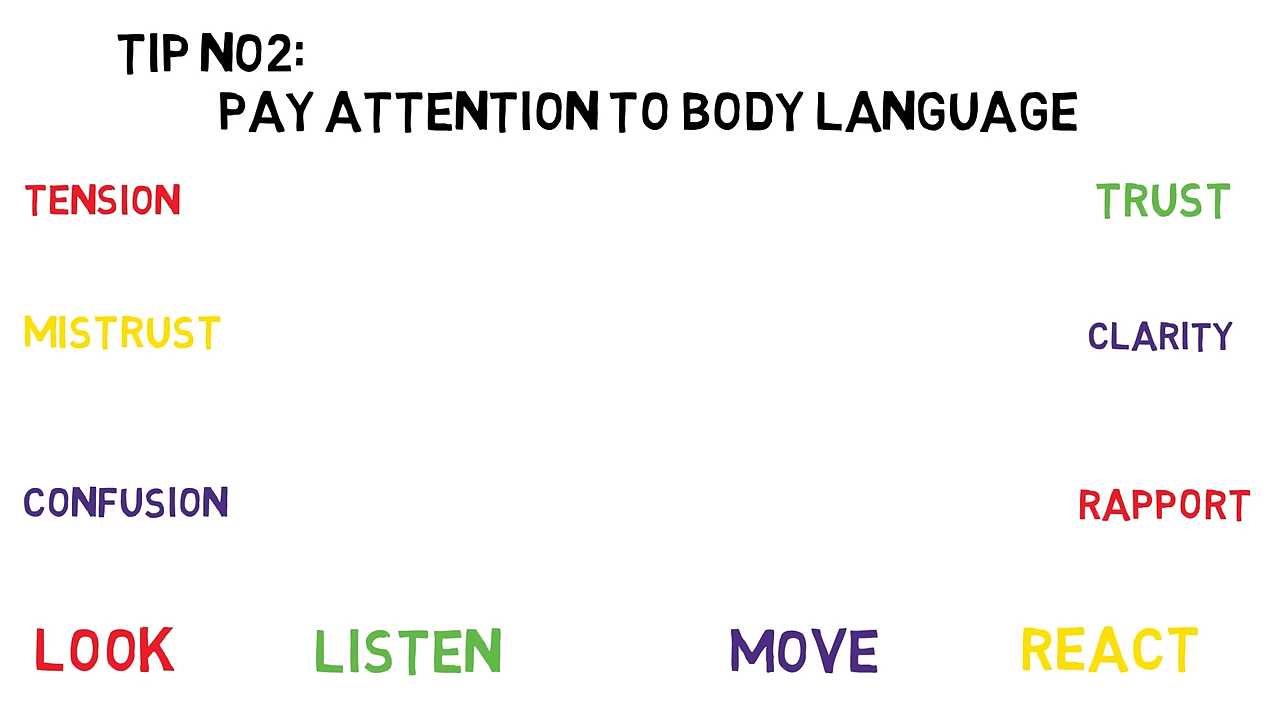 TIP NO2:
PAY ATTENTION TO BODY LANGUAGE
TENSION
TRUST
MISTRUST
CLARITY
CONFUSION
RAPPORT
LOOK LISTEN MOVE REACT